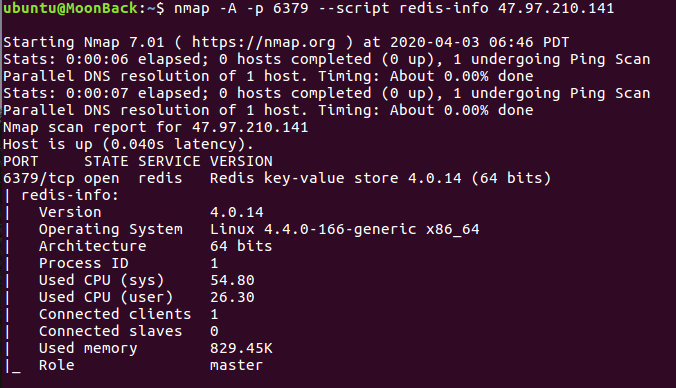 ubuntu@MoonBack:~$ nmap -A -p 6379 --script redis-info 47.97.210.141
Starting Nmap 7.01 ( https://nmap.org ) at 2020-04-03 06:46 PDT
Stats: 0:00:06 elapsed; 0 hosts completed (0 up), 1 undergoing Ping Scan
Parallel DNS resolution of 1 host. Timing: About 0.00% done
Stats: 0:00:07 elapsed; 0 hosts completed (0 up), 1 undergoing Ping Scan
Parallel DNS resolution of 1 host. Timing: About 0.00% done
Nmap scan report for 47.97.210.141
Host is up (0.040s latency).
PORT     STATE SERVICE VERSION
6379/tcp open  redis   Redis key-value store 4.0.14 (64 bits)
| redis-info:
|   Version            4.0.14
|   Operating System   Linux 4.4.0-166-generic x86_64
|   Architecture       64 bits
|   Process ID         1
|   Used CPU (sys)     54.80
|   Used CPU (user)    26.30
|   Connected clients  1
|   Connected slaves   0
|   Used memory        829.45K
|_  Role               master